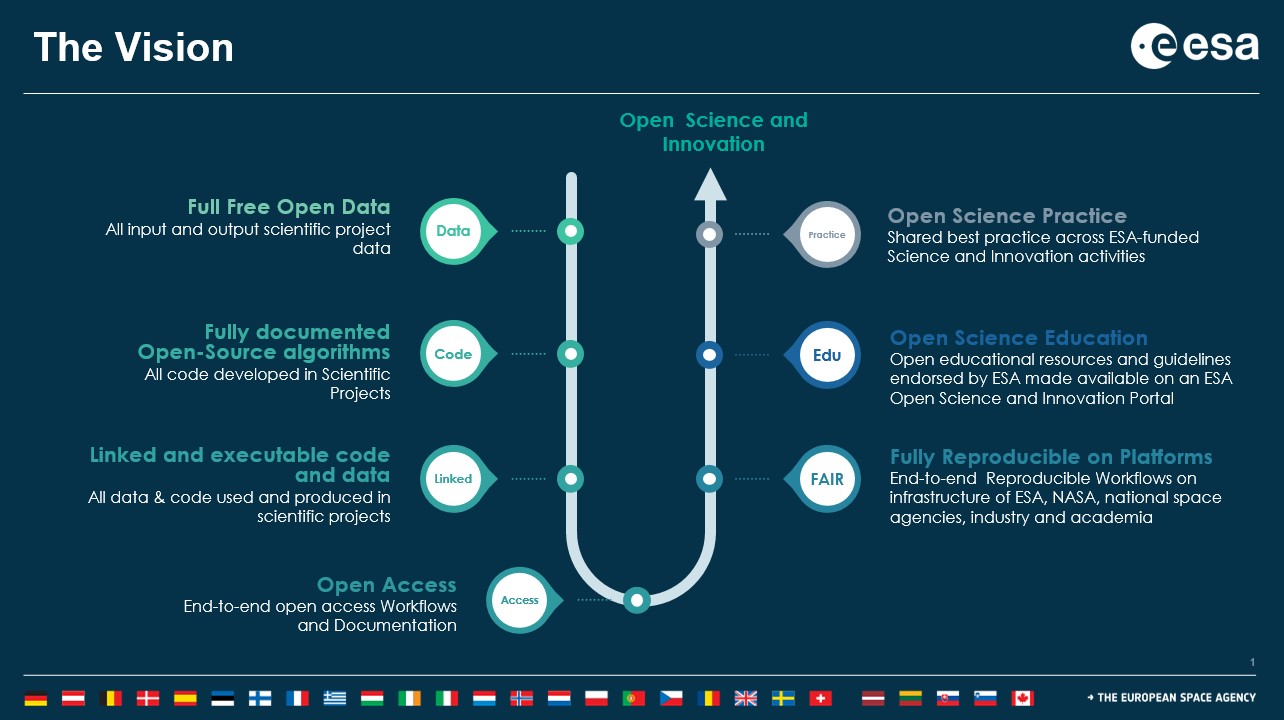 The Vision
esa
Open  Science and
Innovation
Full Free Open Data
All input and output scientific project
data
Data
Fully documented
Open-Source algorithms
All code developed in Scientific
Projects
Code
Linked and executable code
and data
All data & code used and produced in
scientific projects
Linked
Open Access
End-to-end open access Workflows
and Documentation
Access
Practice
Open Science Practice
Shared best practice across ESA-funded
Science and Innovation activities
Edu
Open Science Education
Open educational resources and guidelines
endorsed by ESA made available on an ESA
Open Science and Innovation Portal
FAIR
Fully Reproducible on Platforms
End-to-end  Reproducible Workflows on
infrastructure of ESA, NASA, national space
agencies, industry and academia
1
→ THE EUROPEAN SPACE AGENCY